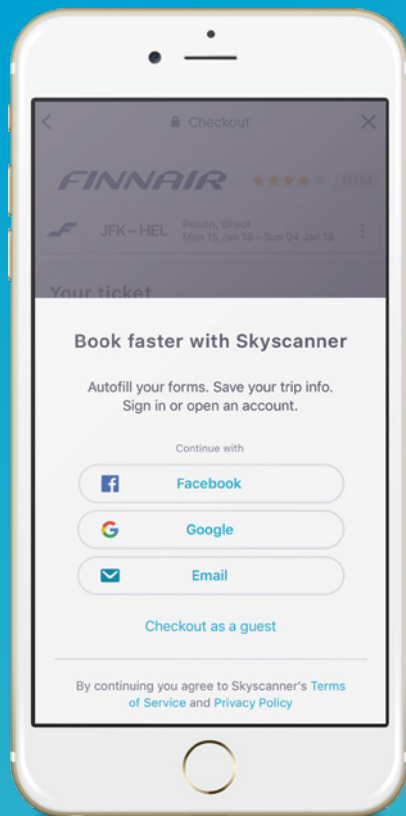 Checkout
FINNAIR
12654
JFK – HEL
Return, direct
Mon 15 Jan 18 - Sun 04 Jan 18
Your ticket
Book faster with Skyscanner
Autofill your forms. Save your trip info.
Sign in or open an account.
Continue with
Facebook
Google
Email
Checkout as a guest
By continuing you agree to Skyscanner's Terms
of Service and Privacy Policy